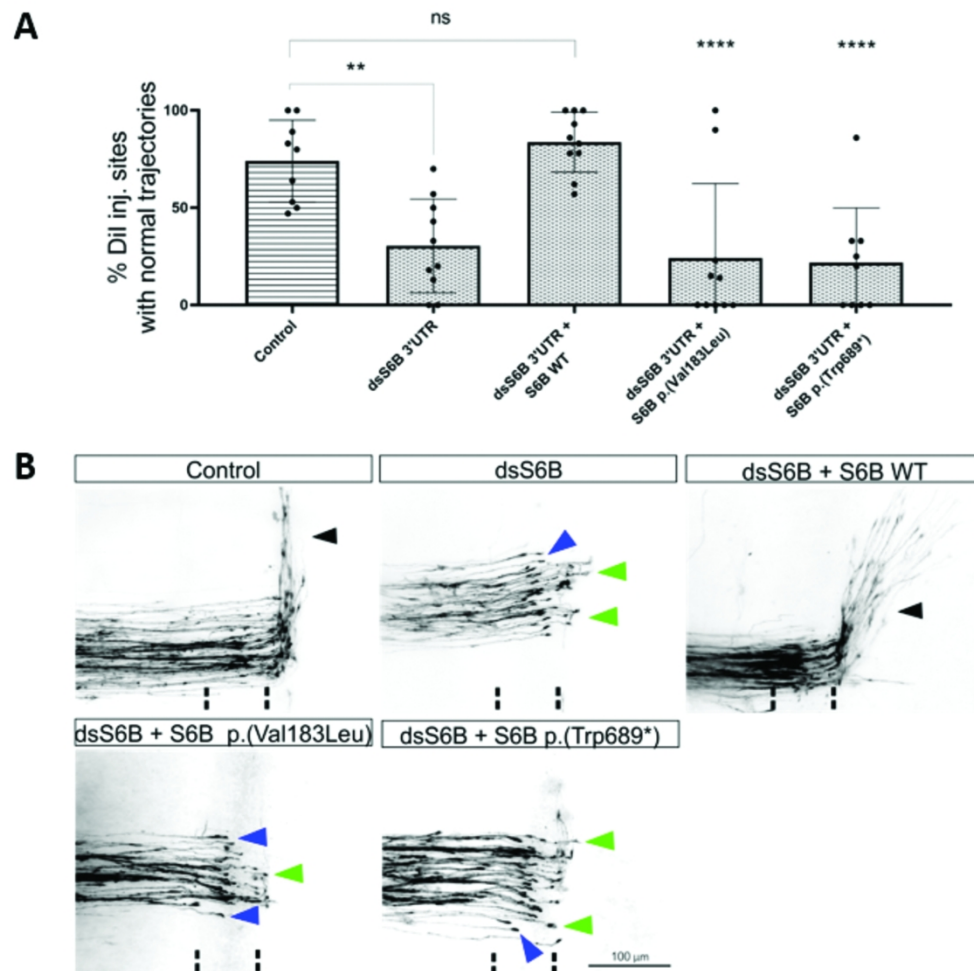 A
ns
**
****
****
% DiI inj. sites
with normal trajectories
100
50
0
Control
dsS6B 3'UTR
dsS6B 3'UTR +
S6B WT
dsS6B 3'UTR +
S6B p.(Val183Leu)
dsS6B 3'UTR +
S6B p.(Trp689*)
B
Control
dsS6B
dsS6B + S6B WT
dsS6B + S6B p.(Val183Leu)
dsS6B + S6B p.(Trp689*)
100 µm